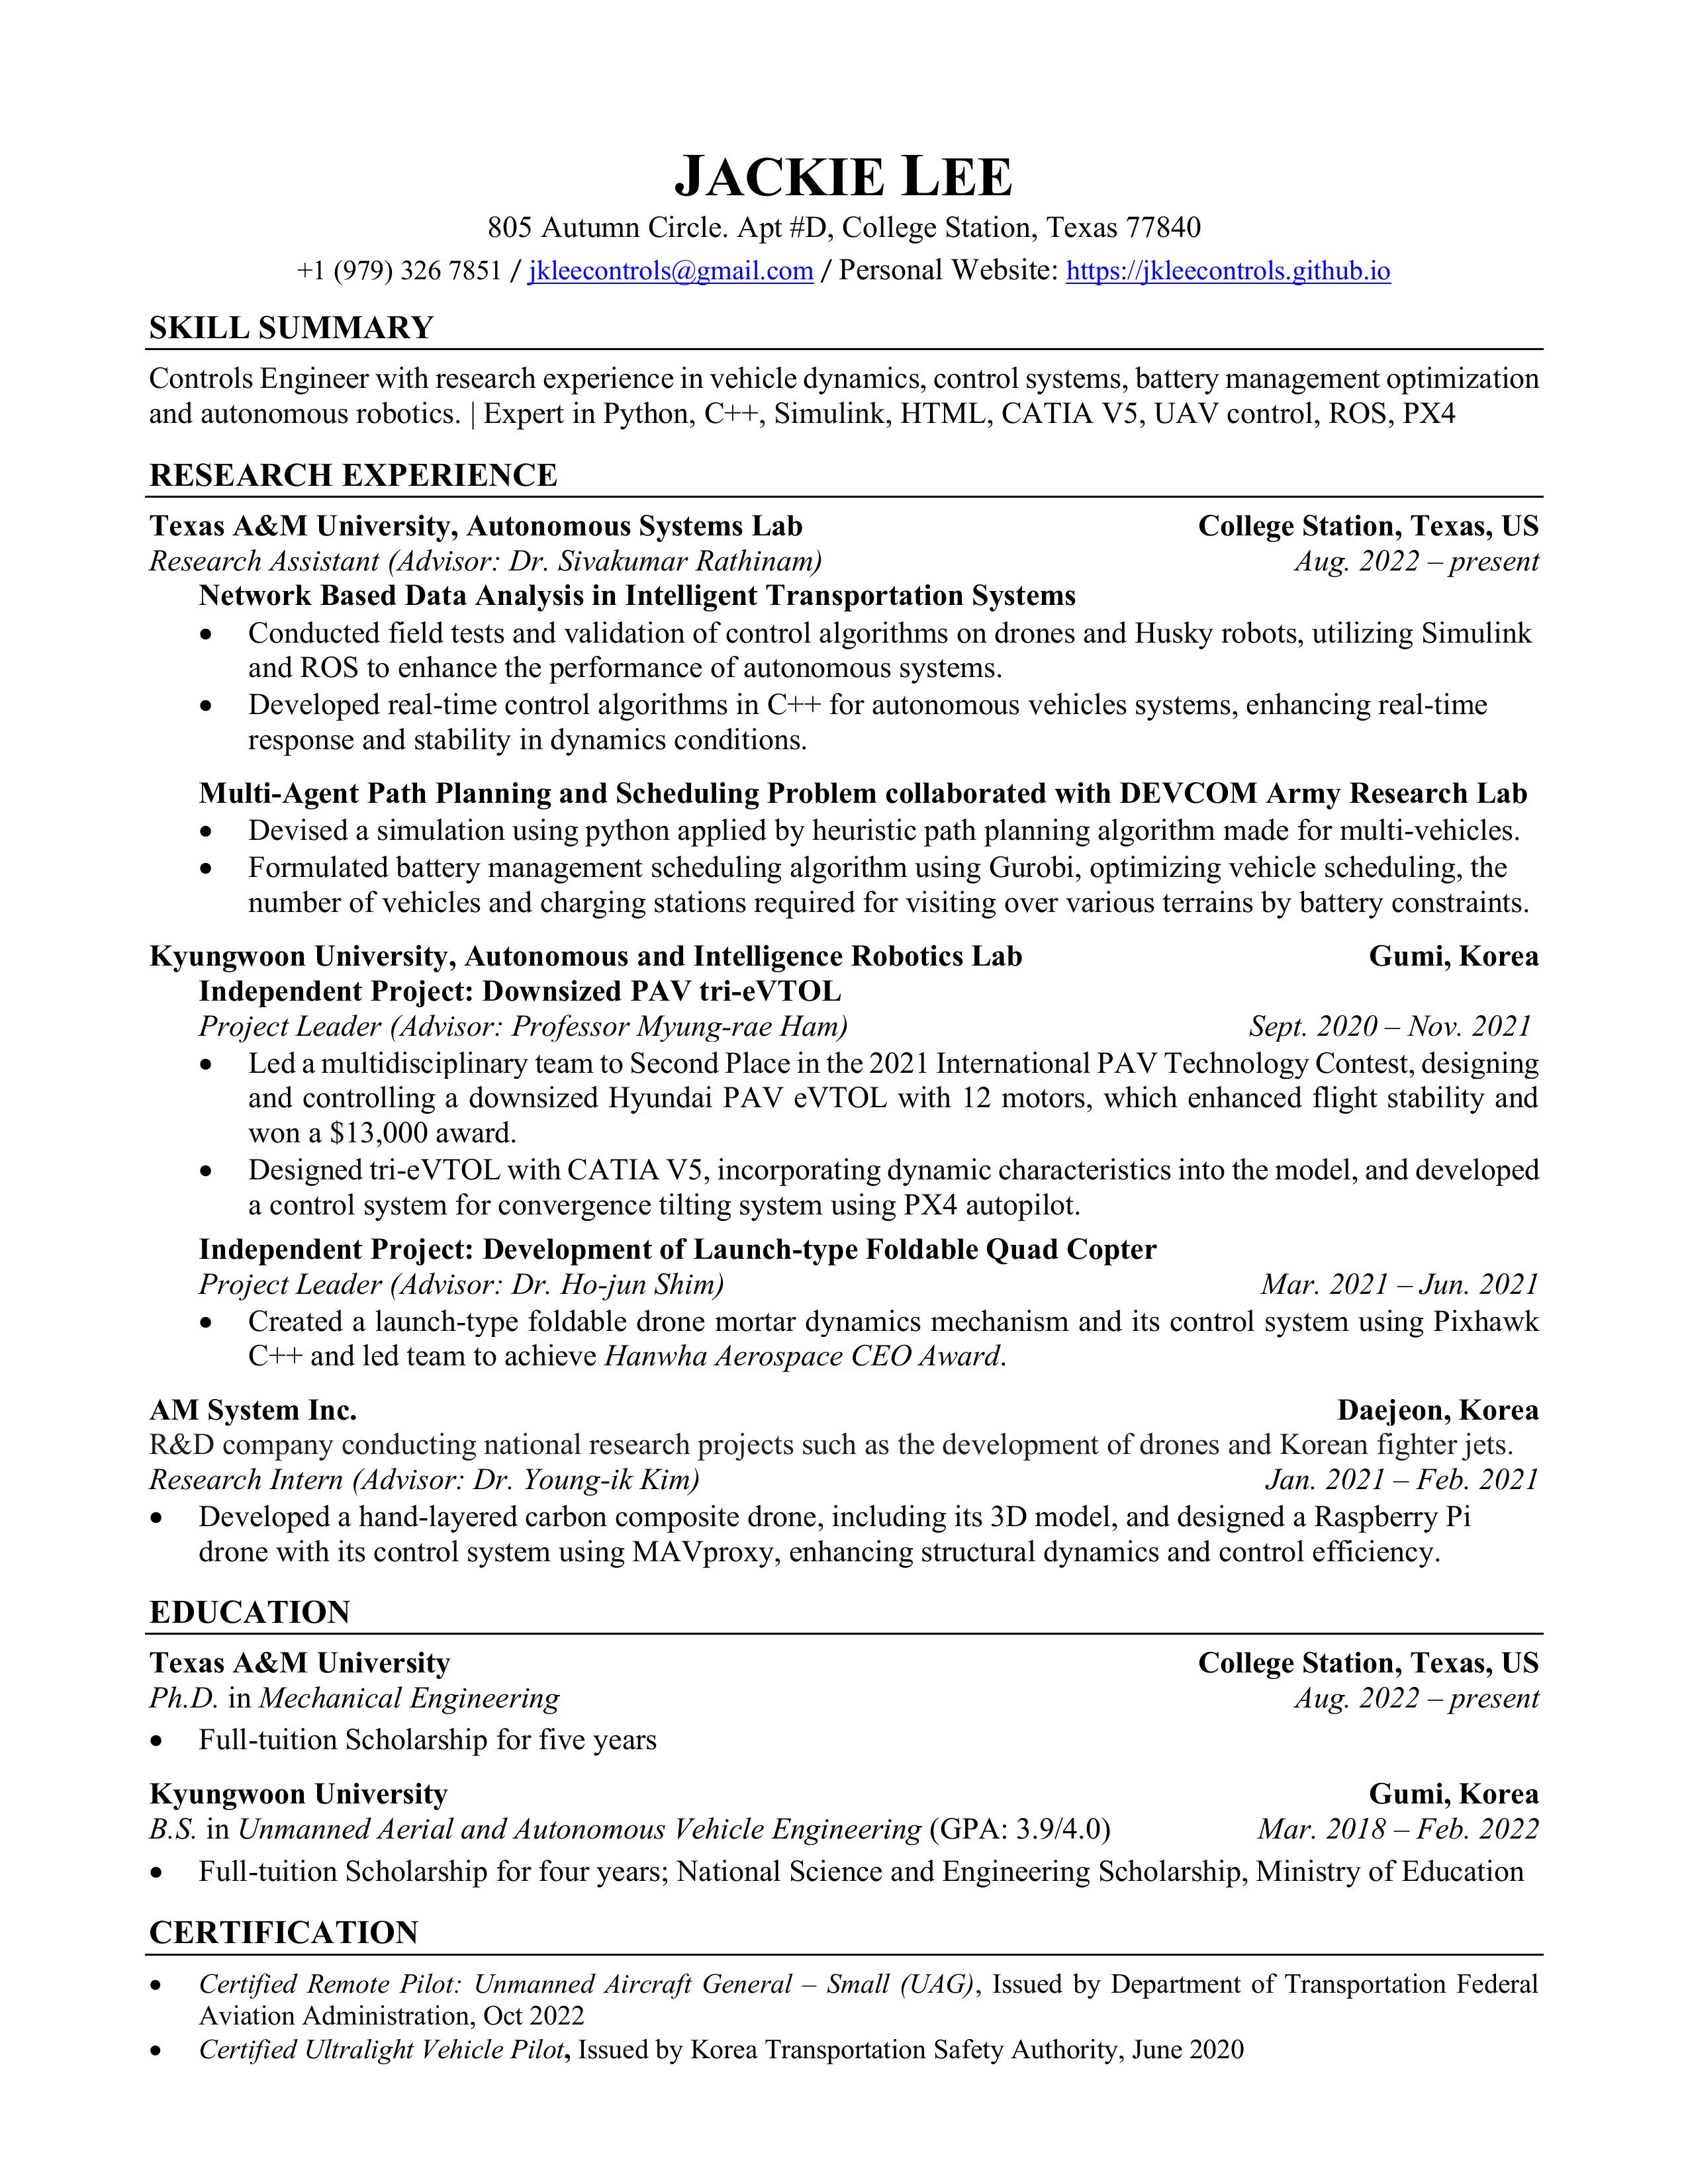 JACKIE LEE
805 Autumn Circle. Apt #D, College Station, Texas 77840
+1 (979) 326 7851 / jkleecontrols@gmail.com / Personal Website: https://jkleecontrols.github.io
SKILL SUMMARY
Controls Engineer with research experience in vehicle dynamics, control systems, battery management optimization
and autonomous robotics. | Expert in Python, C++, Simulink, HTML, CATIA V5, UAV control, ROS, PX4
RESEARCH EXPERIENCE
Texas A&M University, Autonomous Systems Lab College Station, Texas, US
Research Assistant (Advisor: Dr. Sivakumar Rathinam) Aug. 2022 – present
Network Based Data Analysis in Intelligent Transportation Systems
• Conducted field tests and validation of control algorithms on drones and Husky robots, utilizing Simulink
and ROS to enhance the performance of autonomous systems.
• Developed real-time control algorithms in C++ for autonomous vehicles systems, enhancing real-time
response and stability in dynamics conditions.
Multi-Agent Path Planning and Scheduling Problem collaborated with DEVCOM Army Research Lab
• Devised a simulation using python applied by heuristic path planning algorithm made for multi-vehicles.
• Formulated battery management scheduling algorithm using Gurobi, optimizing vehicle scheduling, the
number of vehicles and charging stations required for visiting over various terrains by battery constraints.
Kyungwoon University, Autonomous and Intelligence Robotics Lab Gumi, Korea
Independent Project: Downsized PAV tri-eVTOL
Project Leader (Advisor: Professor Myung-rae Ham) Sept. 2020 – Nov. 2021
• Led a multidisciplinary team to Second Place in the 2021 International PAV Technology Contest, designing
and controlling a downsized Hyundai PAV eVTOL with 12 motors, which enhanced flight stability and
won a $13,000 award.
• Designed tri-eVTOL with CATIA V5, incorporating dynamic characteristics into the model, and developed
a control system for convergence tilting system using PX4 autopilot.
Independent Project: Development of Launch-type Foldable Quad Copter
Project Leader (Advisor: Dr. Ho-jun Shim) Mar. 2021 – Jun. 2021
• Created a launch-type foldable drone mortar dynamics mechanism and its control system using Pixhawk
C++ and led team to achieve Hanwha Aerospace CEO Award.
AM System Inc. Daejeon, Korea
R&D company conducting national research projects such as the development of drones and Korean fighter jets.
Research Intern (Advisor: Dr. Young-ik Kim) Jan. 2021 – Feb. 2021
• Developed a hand-layered carbon composite drone, including its 3D model, and designed a Raspberry Pi
drone with its control system using MAVproxy, enhancing structural dynamics and control efficiency.
EDUCATION
Texas A&M University College Station, Texas, US
Ph.D. in Mechanical Engineering Aug. 2022 – present
• Full-tuition Scholarship for five years
Kyungwoon University Gumi, Korea
B.S. in Unmanned Aerial and Autonomous Vehicle Engineering (GPA: 3.9/4.0) Mar. 2018 – Feb. 2022
• Full-tuition Scholarship for four years; National Science and Engineering Scholarship, Ministry of Education
CERTIFICATION
• Certified Remote Pilot: Unmanned Aircraft General – Small (UAG), Issued by Department of Transportation Federal
Aviation Administration, Oct 2022
• Certified Ultralight Vehicle Pilot, Issued by Korea Transportation Safety Authority, June 2020